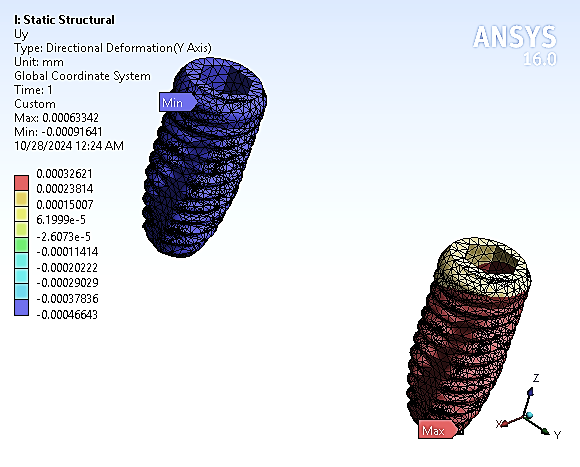 I: Static Structural
Uy
Type: Directional Deformation(Y Axis)
Unit: mm
Global Coordinate System
Time: 1
Custom
Max: 0.00063342
Min: -0.00091641
10/28/2024 12:24 AM
0.00032621
0.00023814
0.00015007
6.1999e-5
-2.6073e-5
-0.00011414
-0.00020222
-0.00029029
-0.00037836
-0.00046643
ANSYS
16.0
Min
Max
Z
X
Y